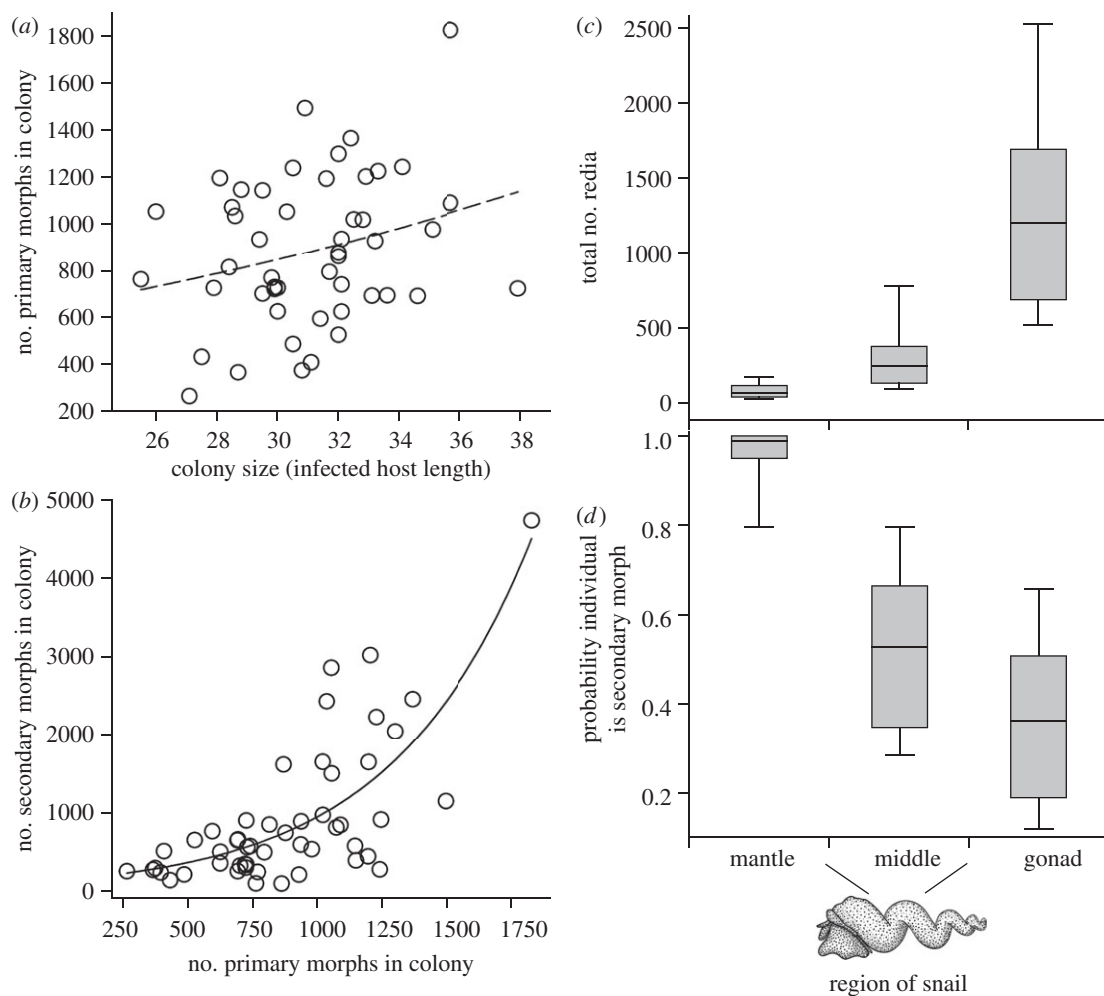 (a)
no. primary morphs in colony
1800
1600
1400
1200
1000
800
600
400
200
26 28 30 32 34 36 38
colony size (infected host length)
(b)
no. secondary morphs in colony
5000
4000
3000
2000
1000
0
250 500 750 1000 1250 1500 1750
no. primary morphs in colony
(c)
total no. redia
2500
2000
1500
1000
500
0
(d)
probability individual
is secondary morph
1.0
0.8
0.6
0.4
0.2
mantle middle gonad
region of snail